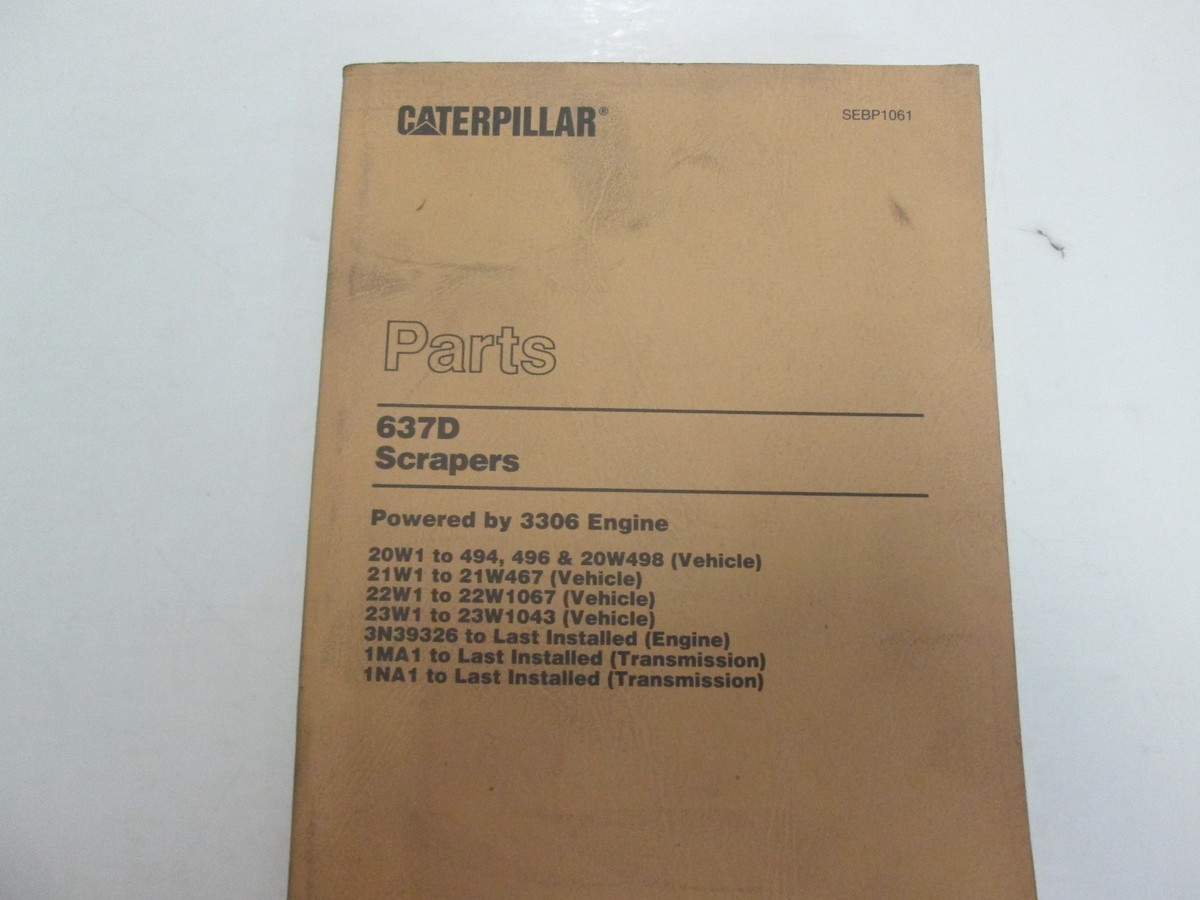 CATERPILLAR®
SEBP1061
Parts
637D
Scrapers
Powered by 3306 Engine
20W1 to 494, 496 & 20W498 (Vehicle)
21W1 to 21W467 (Vehicle)
22W1 to 22W1067 (Vehicle)
23W1 to 23W1043 (Vehicle)
3N39326 to Last Installed (Engine)
1MA1 to Last Installed (Transmission)
1NA1 to Last Installed (Transmission)